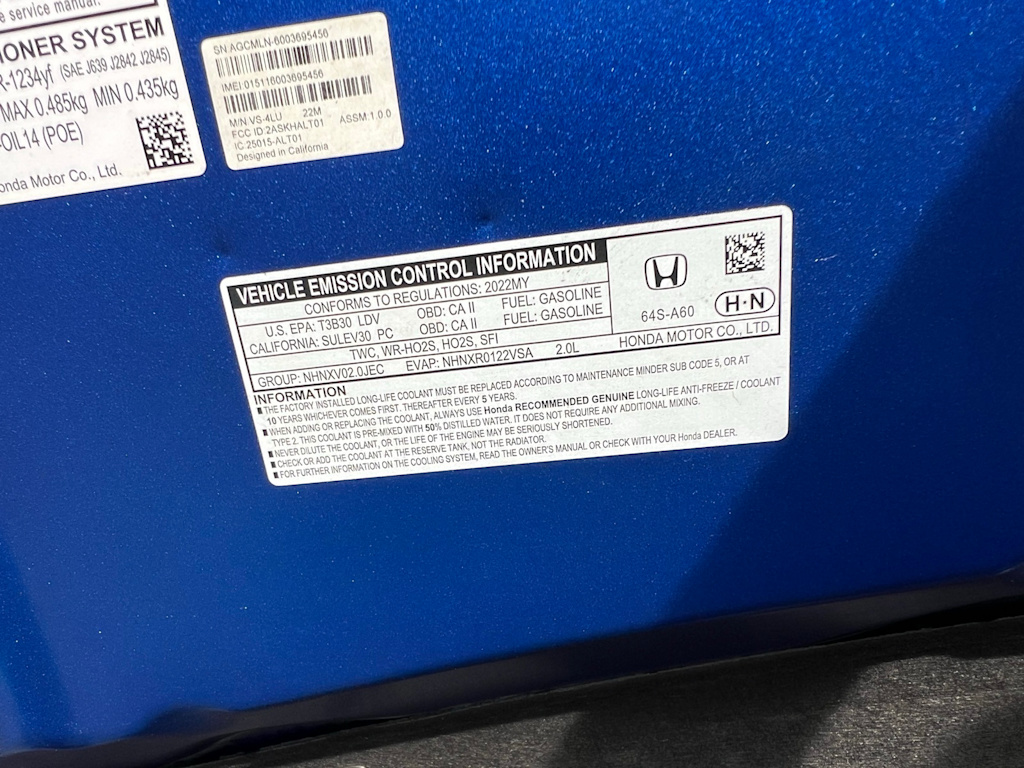 e service manual.
IONER SYSTEM
R-1234yf (SAE J639 J2842 J2845)
MAX 0.485kg MIN 0.435kg
-OIL14 (POE)
onda Motor Co., Ltd.
SN AGCMLN-6003695456
IMEI:015116003695456
M/N:VS-4LU 22M
FCC ID:2ASKHALT01 ASSM:1.0.0
IC:25015-ALT01
Designed in California
VEHICLE EMISSION CONTROL INFORMATION
CONFORMS TO REGULATIONS: 2022MY
U.S. EPA: T3B30 LDV OBD: CA II FUEL: GASOLINE
CALIFORNIA: SULEV30 PC OBD: CA II FUEL: GASOLINE
TWC, WR-HO2S, HO2S, SFI
GROUP: NHNXV02.0JEC EVAP: NHNXR0122VSA 2.0L
64S-A60
H·N
HONDA MOTOR CO., LTD.
INFORMATION
■ THE FACTORY INSTALLED LONG-LIFE COOLANT MUST BE REPLACED ACCORDING TO MAINTENANCE MINDER SUB CODE 5, OR AT
10 YEARS WHICHEVER COMES FIRST. THEREAFTER EVERY 5 YEARS.
■ WHEN ADDING OR REPLACING THE COOLANT, ALWAYS USE Honda RECOMMENDED GENUINE LONG-LIFE ANTI-FREEZE / COOLANT
TYPE 2. THIS COOLANT IS PRE-MIXED WITH 50% DISTILLED WATER. IT DOES NOT REQUIRE ANY ADDITIONAL MIXING.
■ NEVER DILUTE THE COOLANT, OR THE LIFE OF THE ENGINE MAY BE SERIOUSLY SHORTENED.
■ CHECK OR ADD THE COOLANT AT THE RESERVE TANK, NOT THE RADIATOR.
■ FOR FURTHER INFORMATION ON THE COOLING SYSTEM, READ THE OWNER'S MANUAL OR CHECK WITH YOUR Honda DEALER.